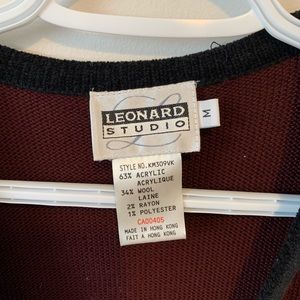 LEONARD
STUDIO
M
STYLE NO.KM309VK
63% ACRYLIC
ACRYLIQUE
34% WOOL
LAINE
2% RAYON
1% POLYESTER
CA00405
MADE IN HONG KONG
FAIT A HONG KONG